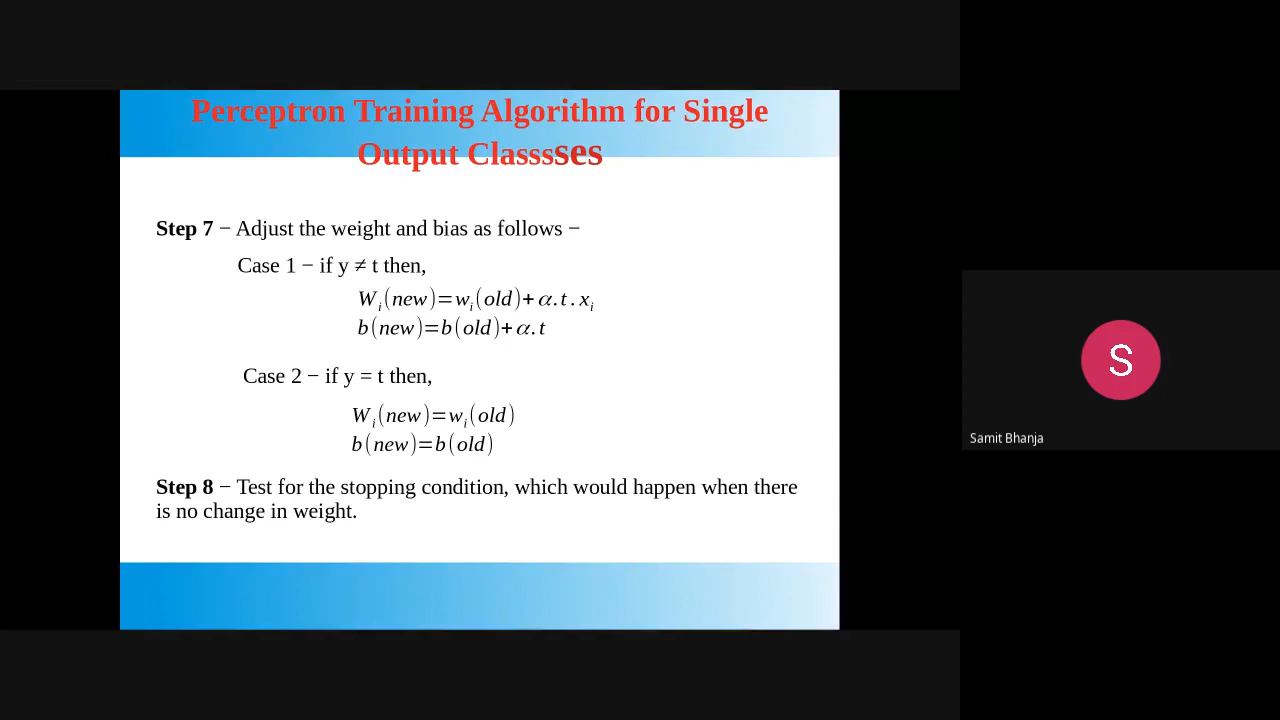 Perceptron Training Algorithm for Single
Output Classsses
Step 7 − Adjust the weight and bias as follows −
Case 1 − if y ≠ t then,
W_i(new)=w_i(old)+α.t.x_i
b(new)=b(old)+α.t
Case 2 − if y = t then,
W_i(new)=w_i(old)
b(new)=b(old)
Step 8 − Test for the stopping condition, which would happen when there
is no change in weight.
S
Samit Bhanja